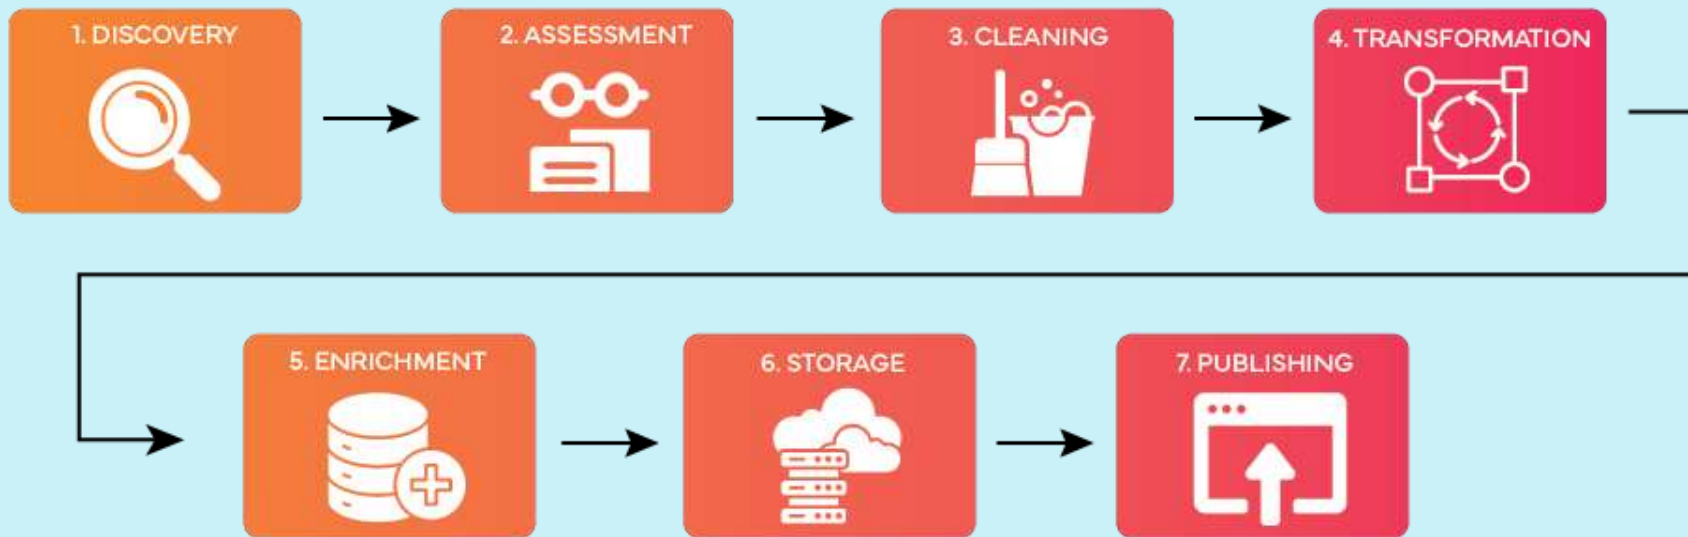 1. DISCOVERY
2. ASSESSMENT
3. CLEANING
4. TRANSFORMATION
5. ENRICHMENT
6. STORAGE
7. PUBLISHING